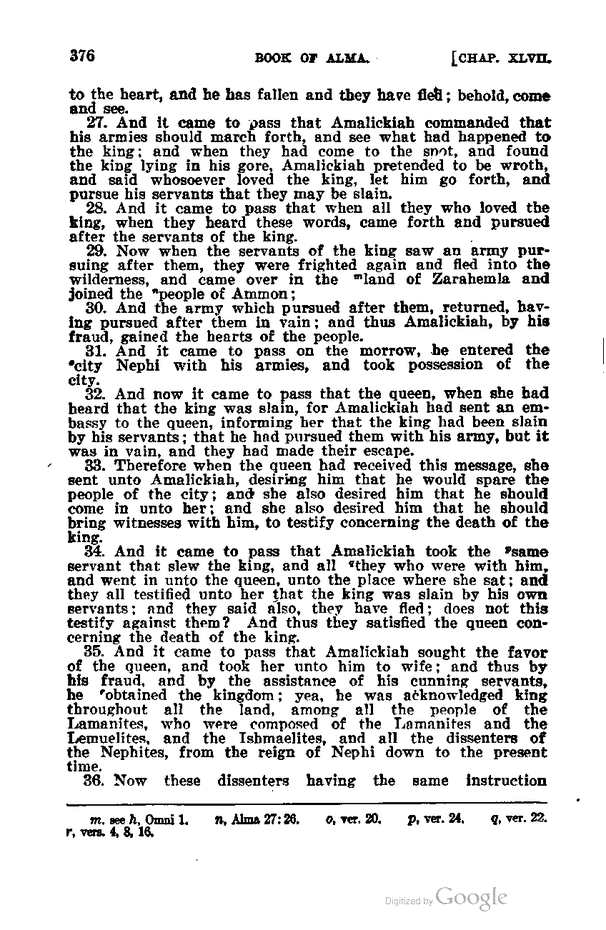 376 BOOK OF ALMA. [CHAP. XLVII.
to the heart, and he has fallen and they have fled; behold, come
and see.
27. And it came to pass that Amalickiah commanded that
his armies should march forth, and see what had happened to
the king; and when they had come to the spot, and found
the king lying in his gore, Amalickiah pretended to be wroth,
and said whosoever loved the king, let him go forth, and
pursue his servants that they may be slain.
28. And it came to pass that when all they who loved the
king, when they heard these words, came forth and pursued
after the servants of the king.
29. Now when the servants of the king saw an army pur-
suing after them, they were frighted again and fled into the
wilderness, and came over in the ᵐland of Zarahemla and
joined the ⁿpeople of Ammon;
30. And the army which pursued after them, returned, hav-
ing pursued after them in vain; and thus Amalickiah, by his
fraud, gained the hearts of the people.
31. And it came to pass on the morrow, he entered the
ᵒcity Nephi with his armies, and took possession of the
city.
32. And now it came to pass that the queen, when she had
heard that the king was slain, for Amalickiah had sent an em-
bassy to the queen, informing her that the king had been slain
by his servants; that he had pursued them with his army, but it
was in vain, and they had made their escape.
33. Therefore when the queen had received this message, she
sent unto Amalickiah, desiring him that he would spare the
people of the city; and she also desired him that he should
come in unto her; and she also desired him that he should
bring witnesses with him, to testify concerning the death of the
king.
34. And it came to pass that Amalickiah took the ᵖsame
servant that slew the king, and all ᑫthey who were with him,
and went in unto the queen, unto the place where she sat; and
they all testified unto her that the king was slain by his own
servants; and they said also, they have fled; does not this
testify against them? And thus they satisfied the queen con-
cerning the death of the king.
35. And it came to pass that Amalickiah sought the favor
of the queen, and took her unto him to wife; and thus by
his fraud, and by the assistance of his cunning servants,
he ʳobtained the kingdom; yea, he was acknowledged king
throughout all the land, among all the people of the
Lamanites, who were composed of the Lamanites and the
Lemuelites, and the Ishmaelites, and all the dissenters of
the Nephites, from the reign of Nephi down to the present
time.
36. Now these dissenters having the same instruction
m, see h, Omni 1. n, Alma 27:26. o, ver. 20. p, ver. 24. q, ver. 22.
r, vers. 4, 8, 16.
Digitized by Google